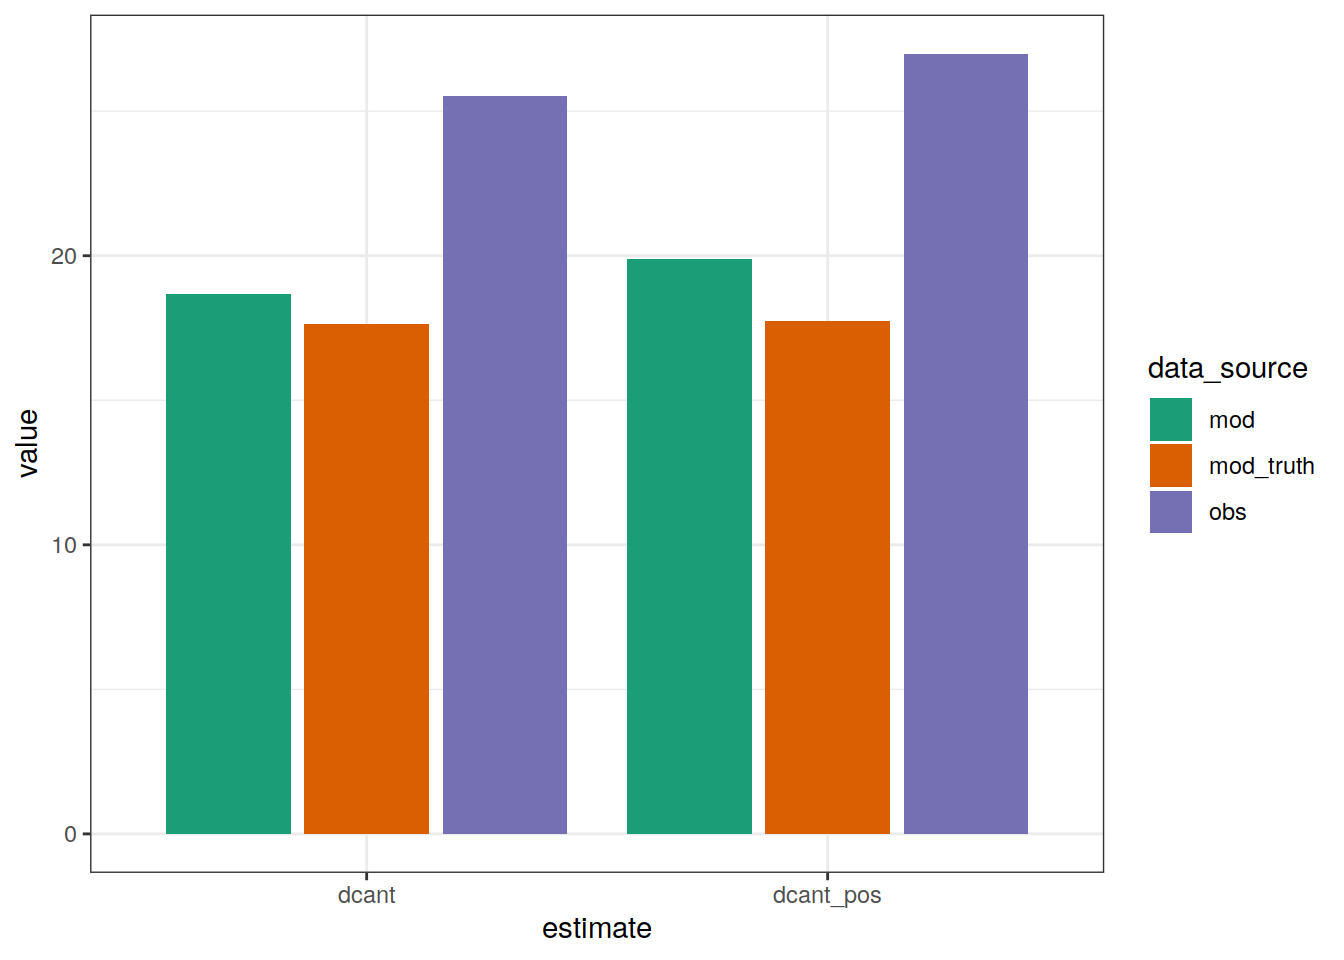 value
20
10
0
dcant
dcant_pos
estimate
data_source
mod
mod_truth
obs